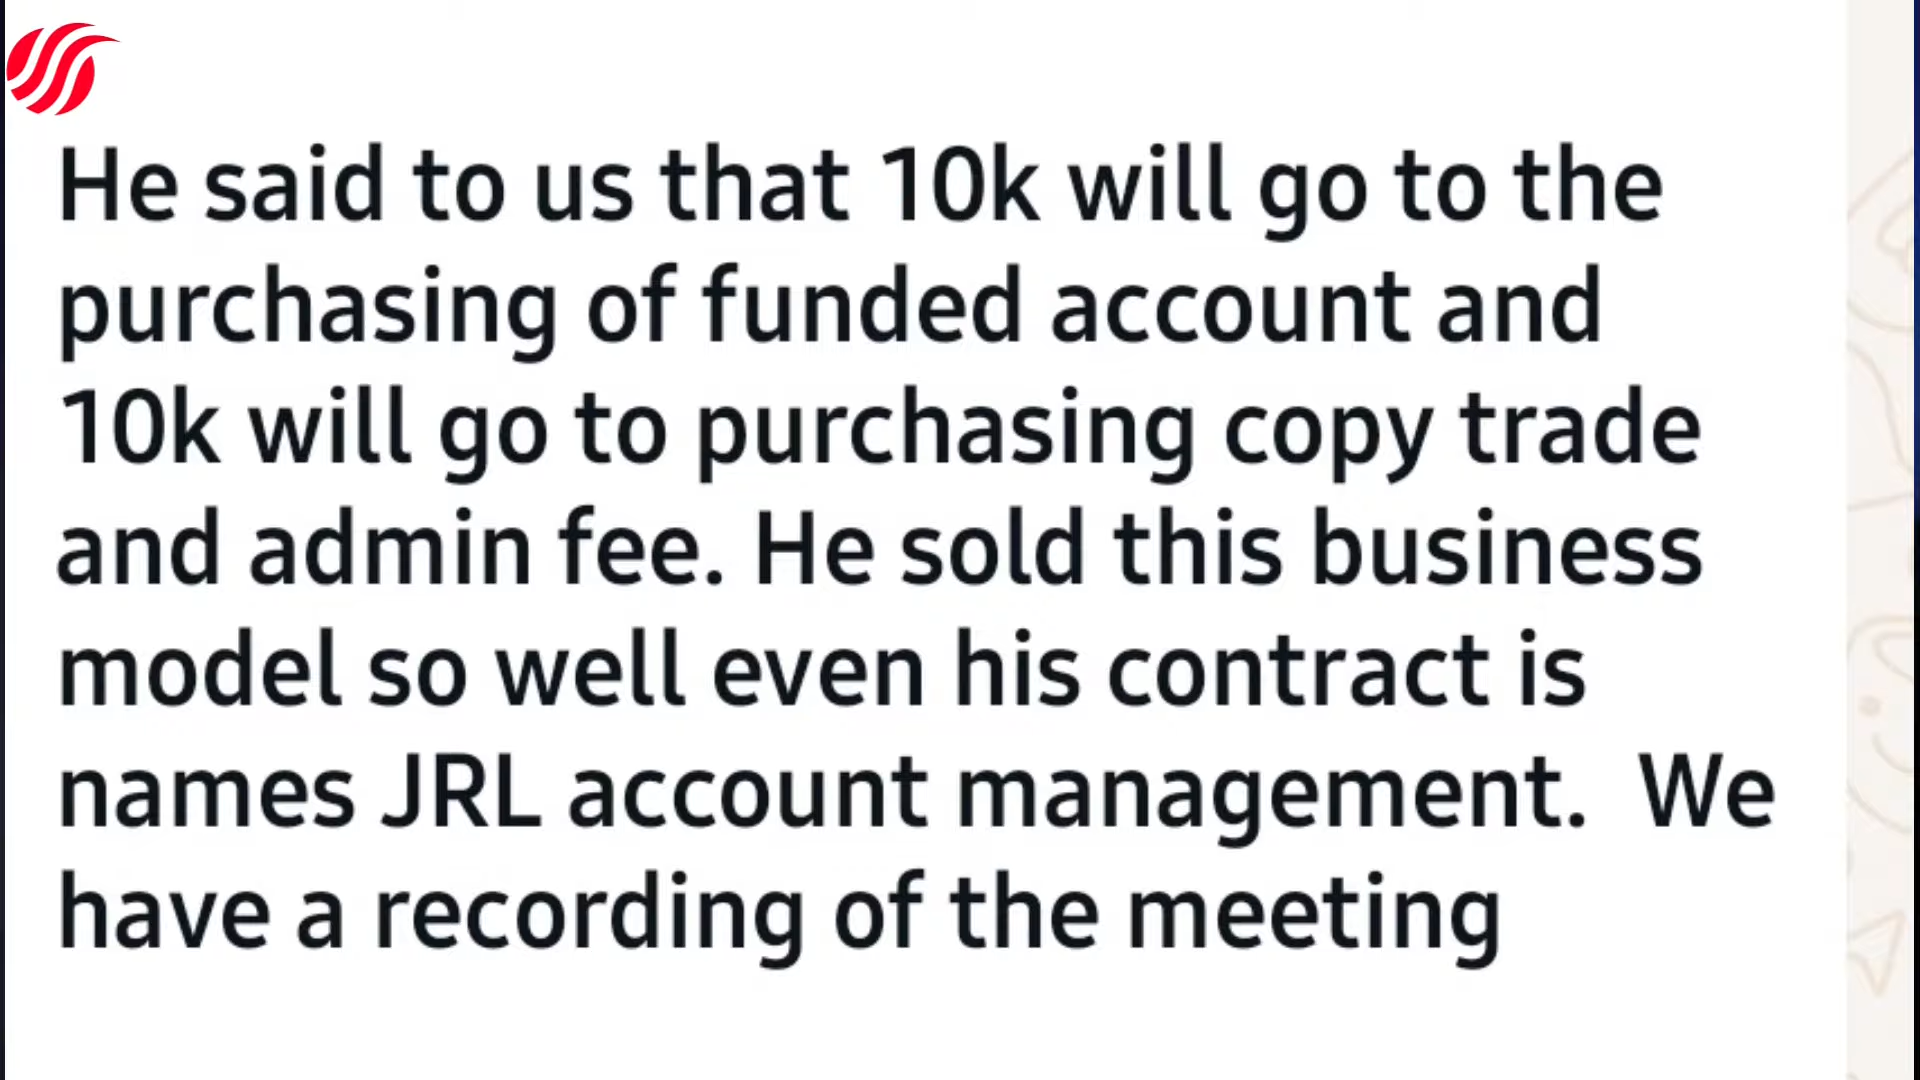 He said to us that 10k will go to the
purchasing of funded account and
10k will go to purchasing copy trade
and admin fee. He sold this business
model so well even his contract is
names JRL account management.  We
have a recording of the meeting